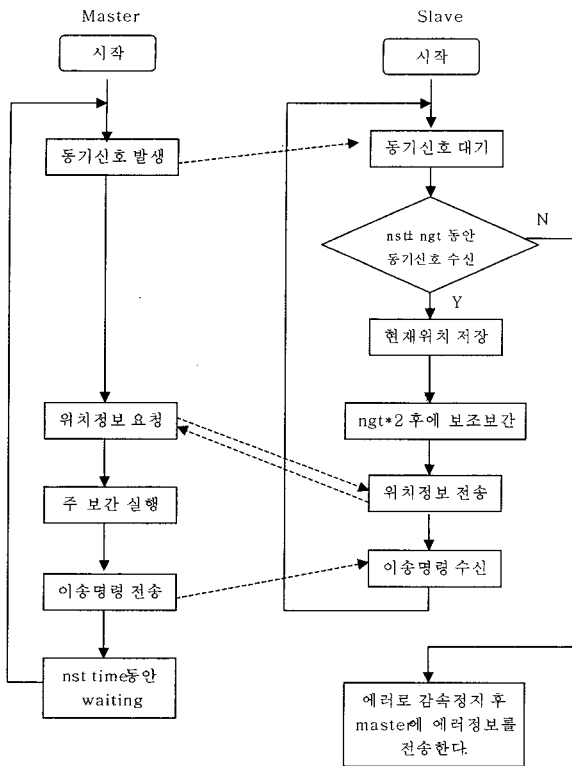 Master
시작
동기신호 발생
위치정보 요청
주 보간 실행
이송명령 전송
nst time동안
waiting
Slave
시작
동기신호 대기
nst± ngt 동안
동기신호 수신
N
Y
현재위치 저장
ngt*2 후에 보조보간
위치정보 전송
이송명령 수신
에러로 감속정지 후
master에 에러정보를
전송한다.